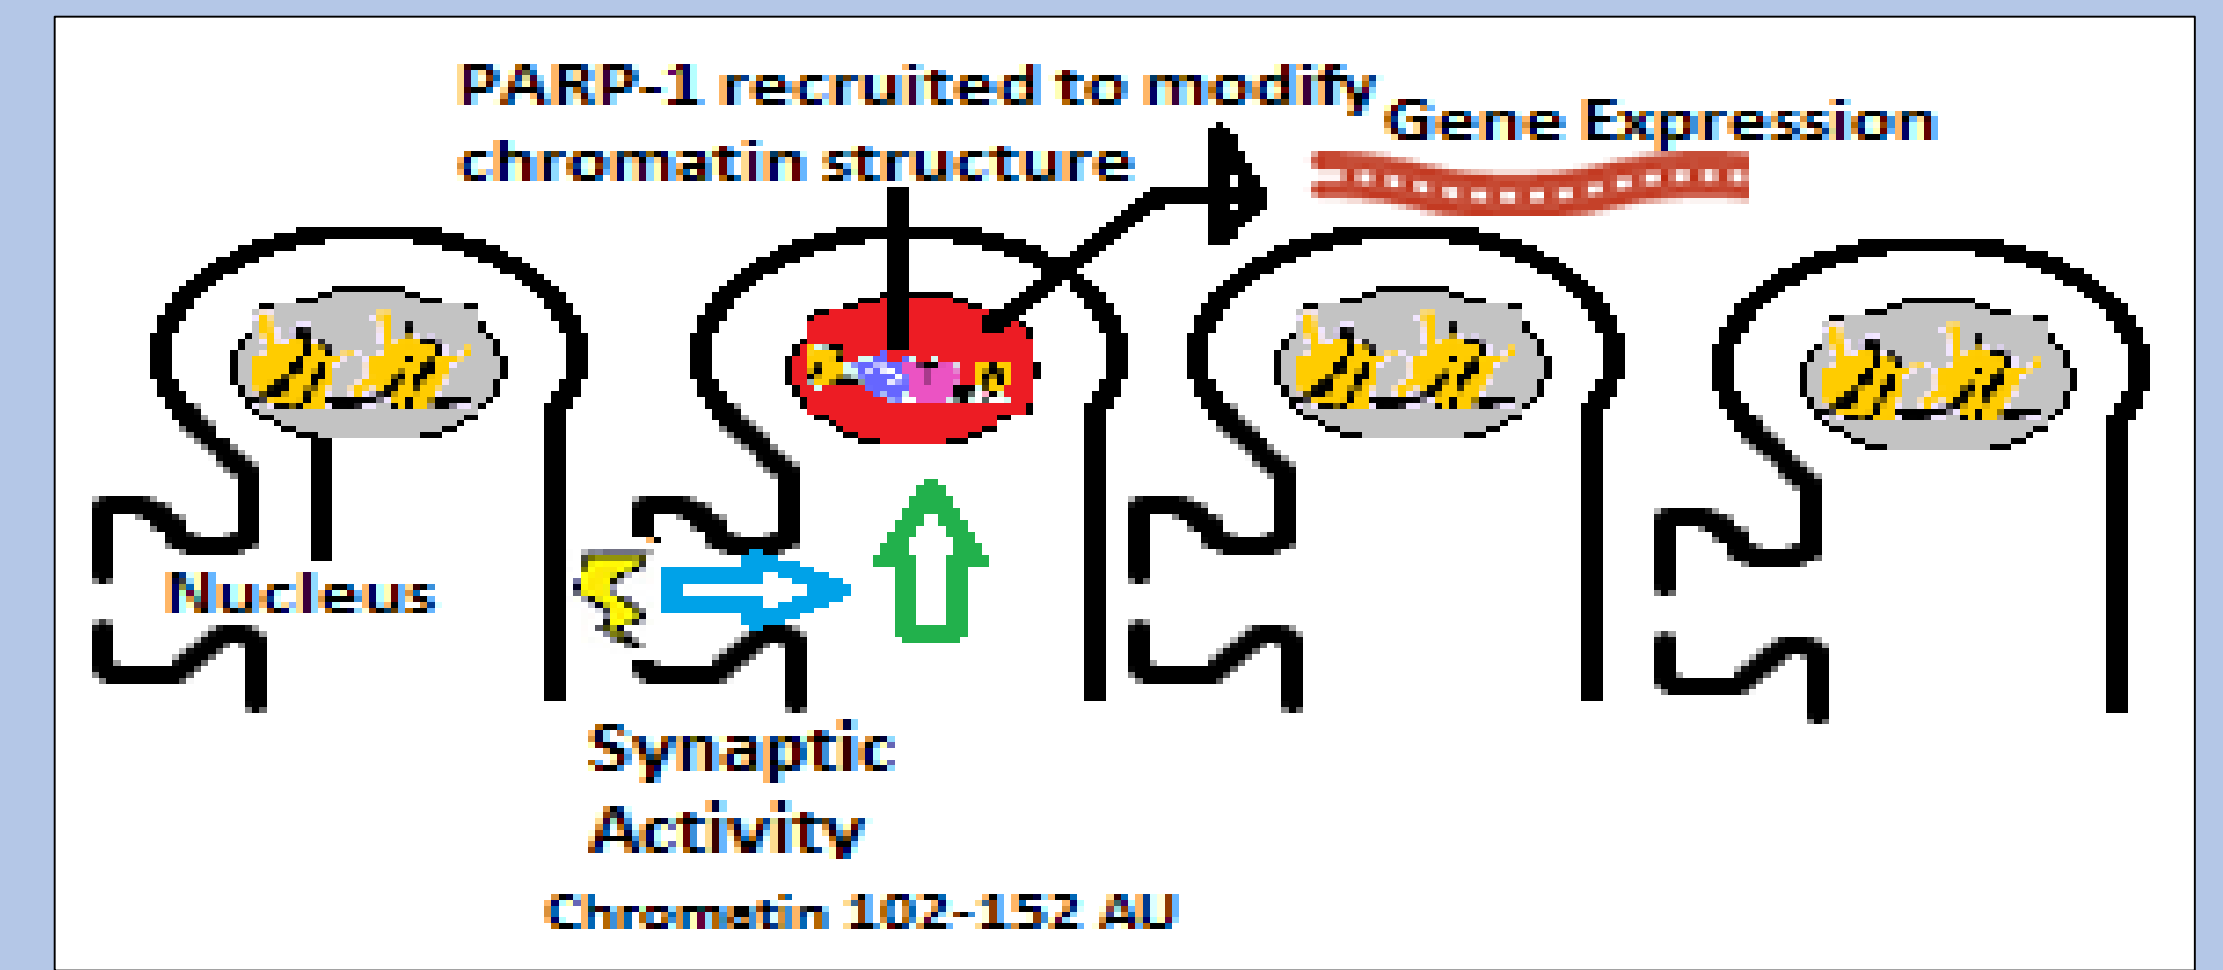 PARP-1 recruited to modify
chromatin structure
Gene Expression
Nucleus
Synaptic
Activity
Chromatin 102-152 AU